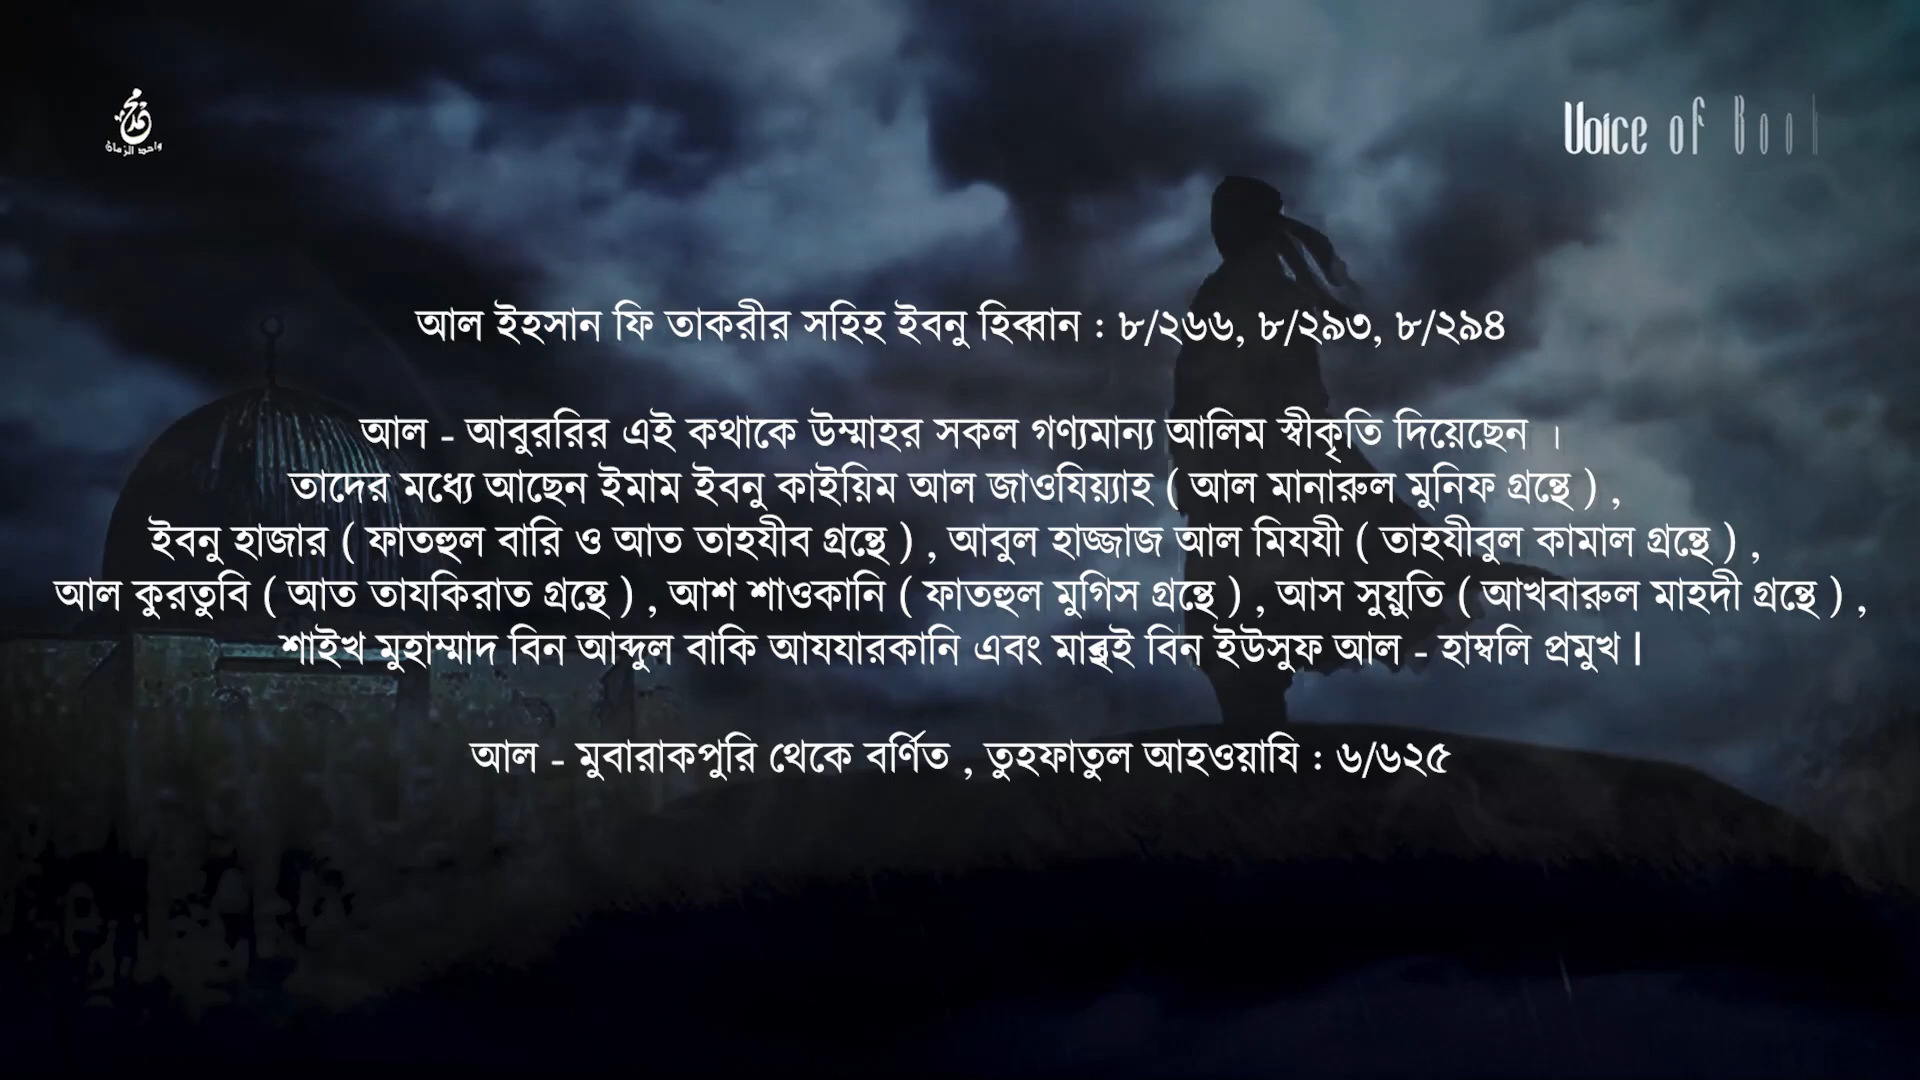 محمد
واحد الزمان
Voice of Book
আল ইহসান ফি তাকরীর সহিহ ইবনু হিব্বান : ৮/২৬৬, ৮/২৯৩, ৮/২৯৪
আল - আবুররির এই কথাকে উম্মাহর সকল গণ্যমান্য আলিম স্বীকৃতি দিয়েছেন ।
তাদের মধ্যে আছেন ইমাম ইবনু কাইয়িম আল জাওযিয়্যাহ ( আল মানারুল মুনিফ গ্রন্থে ) ,
ইবনু হাজার ( ফাতহুল বারি ও আত তাহযীব গ্রন্থে ) , আবুল হাজ্জাজ আল মিযযী ( তাহযীবুল কামাল গ্রন্থে ) ,
আল কুরতুবি ( আত তাযকিরাত গ্রন্থে ) , আশ শাওকানি ( ফাতহুল মুগিস গ্রন্থে ) , আস সুয়ুতি ( আখবারুল মাহদী গ্রন্থে ) ,
শাইখ মুহাম্মাদ বিন আব্দুল বাকি আযযারকানি এবং বিন ইউসুফ আল - হাম্বলি প্রমুখ ।
আল - মুবারাকপুরি থেকে বর্ণিত , তুহফাতুল আহওয়াযি : ৬/৬২৫